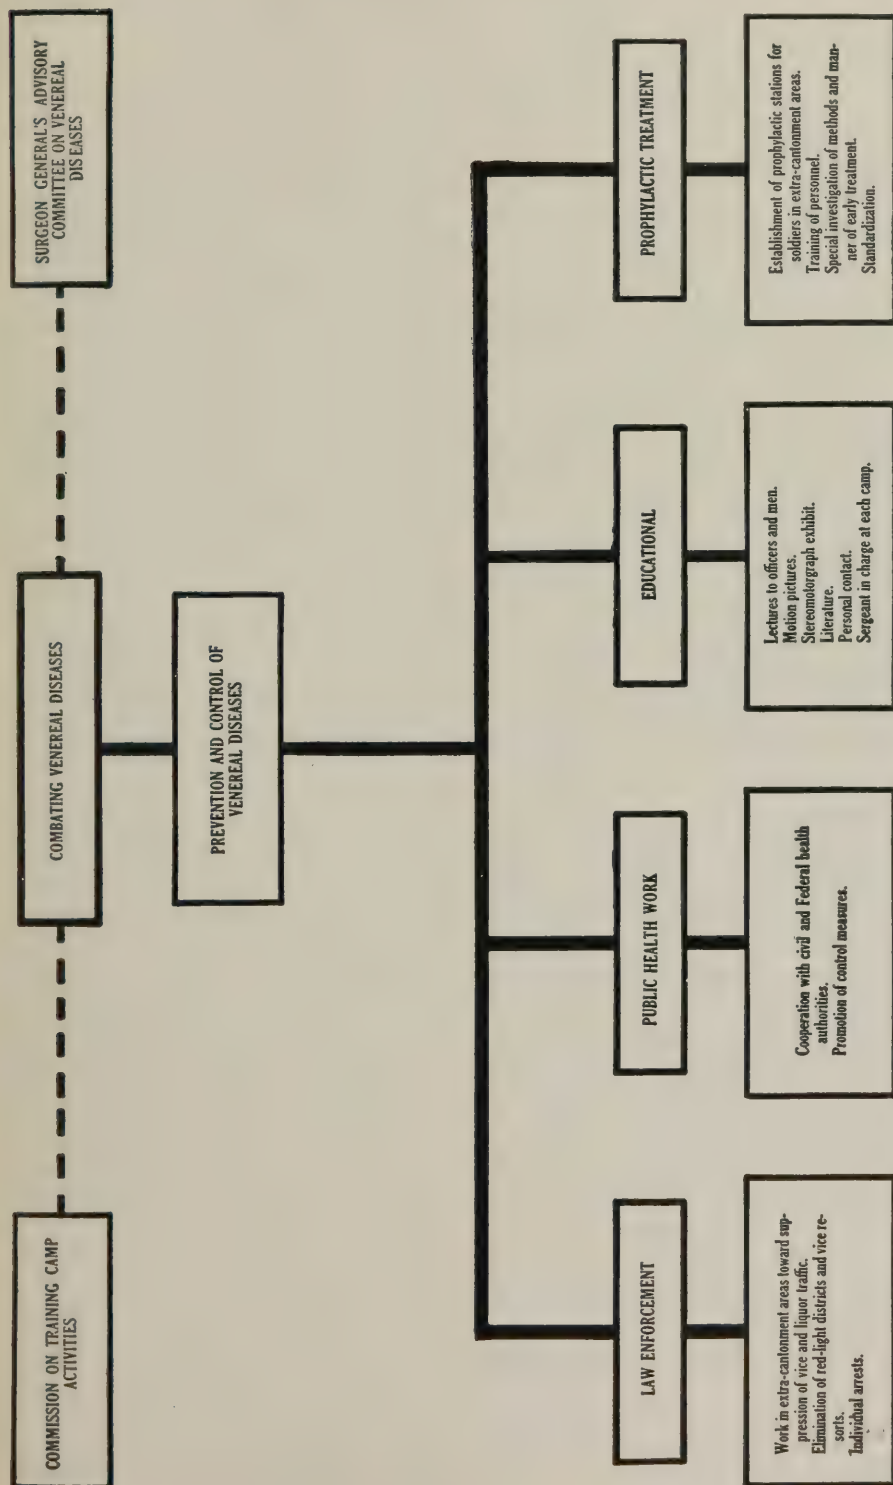 COMMISSION ON TRAINING CAMP
ACTIVITIES
COMBATING VENEREAL DISEASES
SURGEON GENERAL'S ADVISORY
COMMITTEE ON VENEREAL
DISEASES
PREVENTION AND CONTROL OF
VENEREAL DISEASES
LAW ENFORCEMENT
Work in extra-cantonment areas toward sup-
pression of vice and liquor traffic.
Elimination of red-light districts and vice re-
sorts.
Individual arrests.
PUBLIC HEALTH WORK
Cooperation with civil and Federal health
authorities.
Promotion of control measures.
EDUCATIONAL
Lectures to officers and men.
Motion pictures.
Stereomolorgraph exhibit.
Literature.
Personal contact.
Sergeant in charge at each camp.
PROPHYLACTIC TREATMENT
Establishment of prophylactic stations for
soldiers in extra-cantonment areas.
Training of personnel.
Special investigation of methods and man-
ner of early treatment.
Standardization.